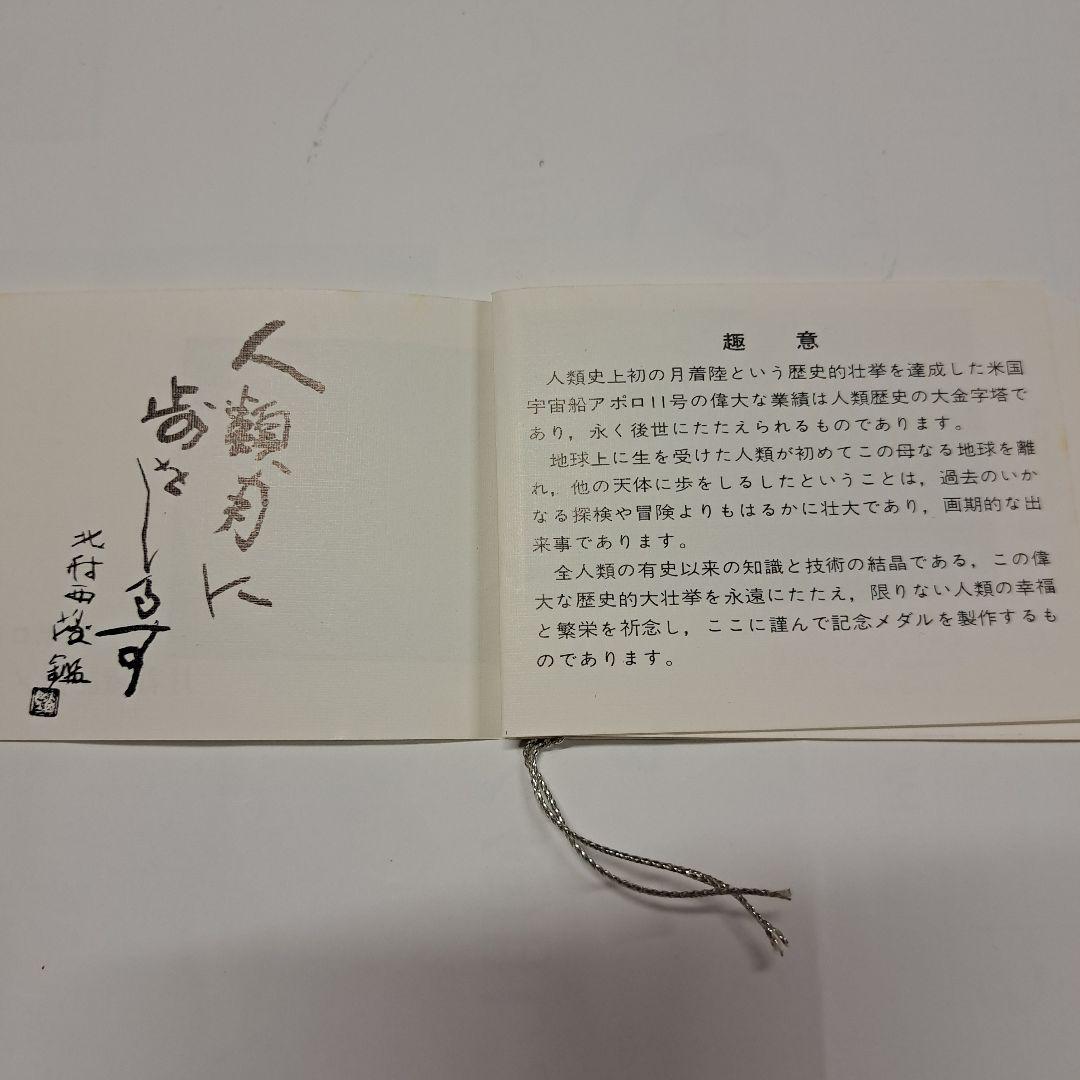 人類月に
歩をしるす
北村西望鑑
趣 意
人類史上初の月着陸という歴史的壮挙を達成した米国
宇宙船アポロ11号の偉大な業績は人類歴史の大金字塔で
あり，永く後世にたたえられるものであります。
地球上に生を受けた人類が初めてこの母なる地球を離
れ，他の天体に歩をしるしたということは，過去のいか
なる探検や冒険よりもはるかに壮大であり，画期的な出
来事であります。
全人類の有史以来の知識と技術の結晶である，この偉
大な歴史的大壮挙を永遠にたたえ，限りない人類の幸福
と繁栄を祈念し，ここに謹んで記念メダルを製作するも
のであります。